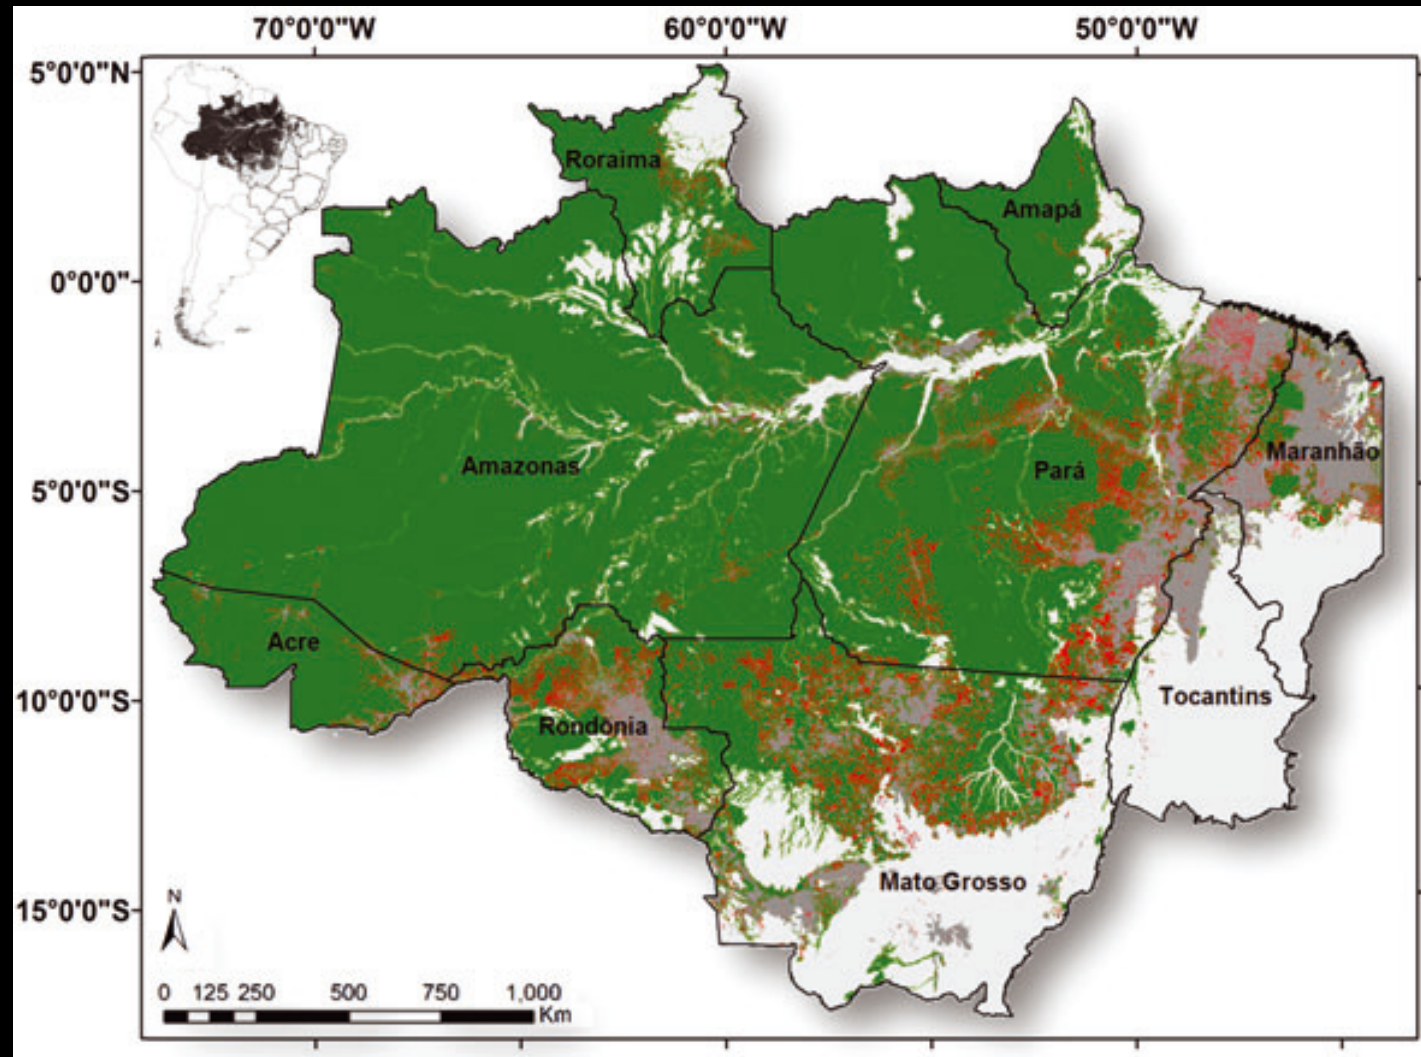 70°0'0"W 60°0'0"W 50°0'0"W
5°0'0"N
Roraima
Amapá
0°0'0"
Amazonas
Pará
Maranhão
5°0'0"S
Acre
10°0'0"S
Rondônia
Tocantins
Mato Grosso
15°0'0"S
N
0 125 250 500 750 1,000
Km